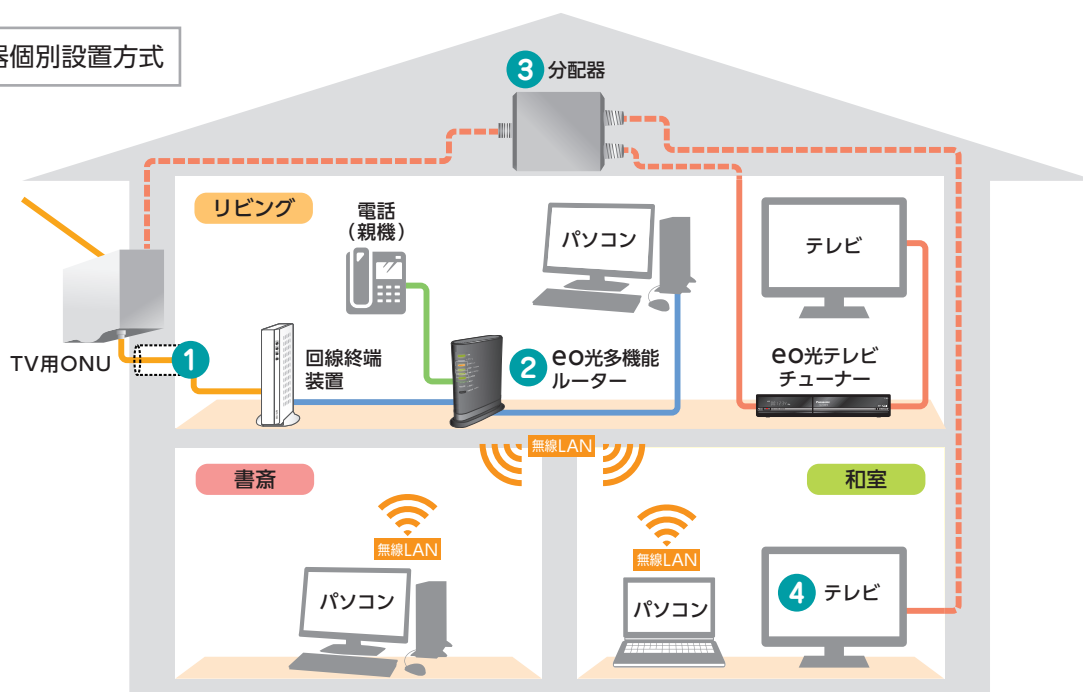 器個別設置方式
3 分配器
リビング
電話
（親機）
パソコン
テレビ
TV用ONU
1
回線終端
装置
2 eo光多機能
ルーター
eo光テレビ
チューナー
無線LAN
書斎
和室
無線LAN
無線LAN
パソコン
パソコン
4 テレビ